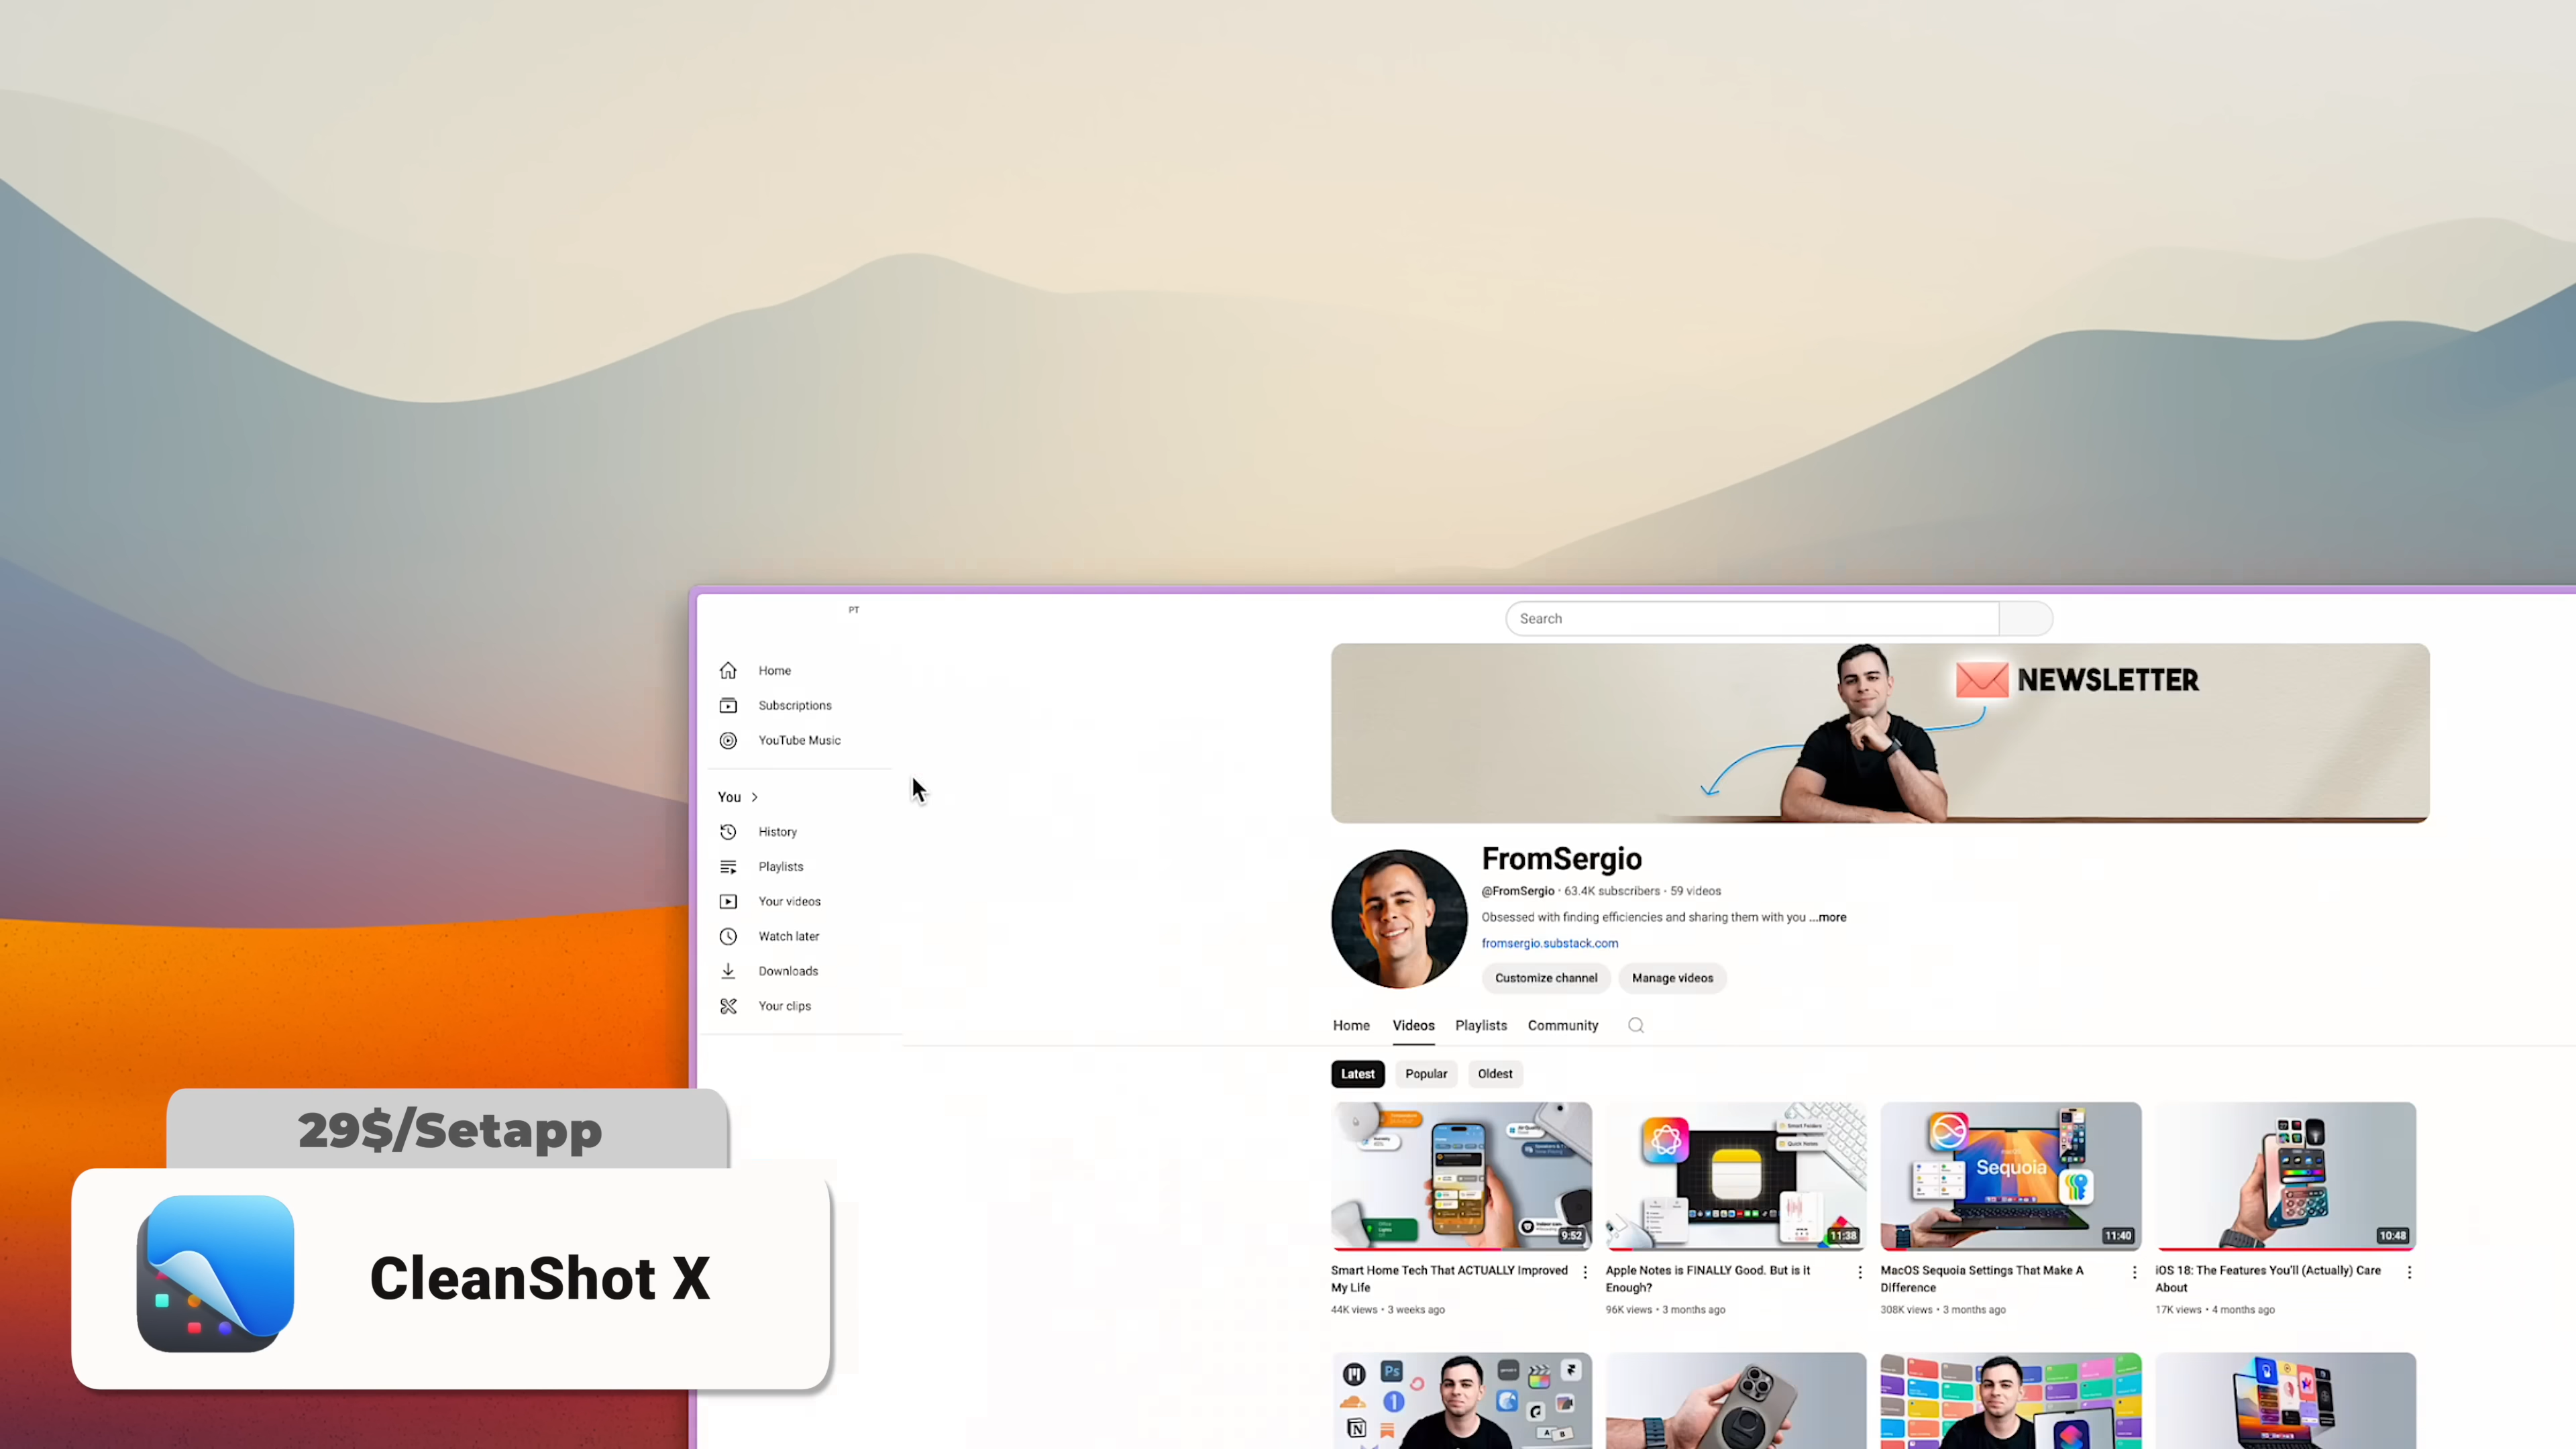 PT
Search
Home
Subscriptions
YouTube Music
You
History
Playlists
Your videos
Watch later
Downloads
Your clips
NEWSLETTER
FromSergio
@FromSergio · 63.4K subscribers · 59 videos
Obsessed with finding efficiencies and sharing them with you ...more
fromsergio.substack.com
Customize channel
Manage videos
Home
Videos
Playlists
Community
Latest
Popular
Oldest
9:52
Smart Folders
Quick Notes
11:38
Sequoia
11:40
10:48
Smart Home Tech That ACTUALLY Improved
My Life
44K views • 3 weeks ago
Apple Notes is FINALLY Good. But is it
Enough?
96K views • 3 months ago
MacOS Sequoia Settings That Make A
Difference
308K views • 3 months ago
iOS 18: The Features You'll (Actually) Care
About
17K views • 4 months ago
Ps
29$/Setapp
CleanShot X